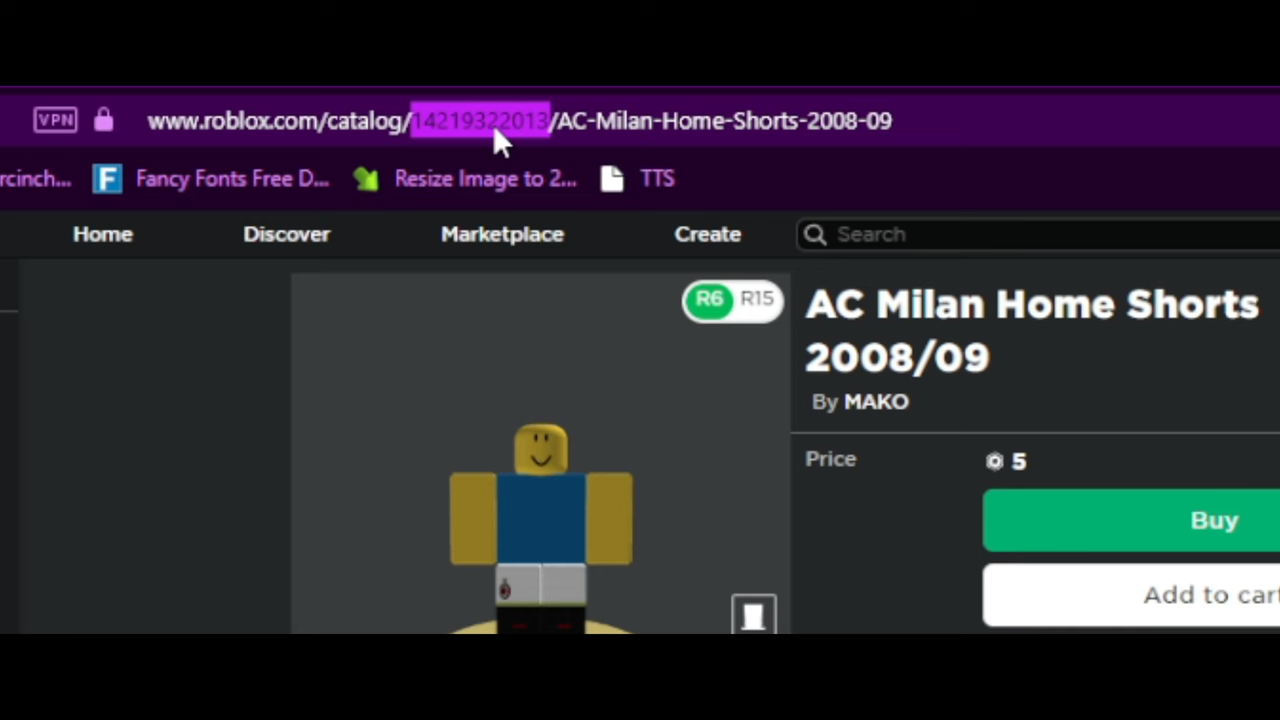 VPN www.roblox.com/catalog/14219322013/AC-Milan-Home-Shorts-2008-09
rcinch... F Fancy Fonts Free D... Resize Image to 2... TTS
Home Discover Marketplace Create Search
R6 R15
AC Milan Home Shorts
2008/09
By MAKO
Price 5
Buy
Add to cart